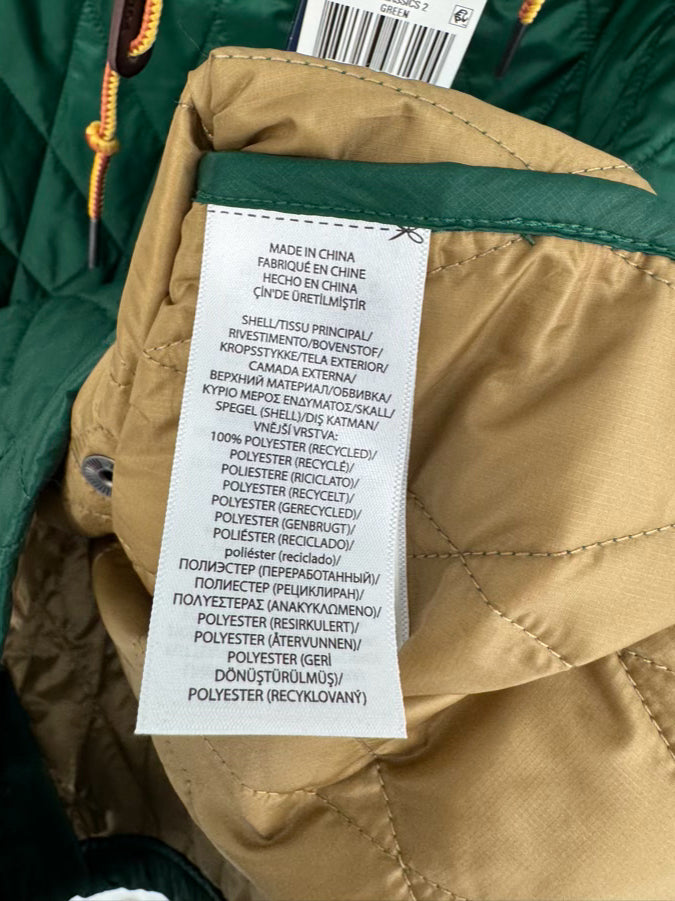 GREEN
MADE IN CHINA
FABRIQUÉ EN CHINE
HECHO EN CHINA
ÇİN'DE ÜRETİLMİŞTİR
SHELL/TISSU PRINCIPAL/
RIVESTIMENTO/BOVENSTOF/
KROPSSTYKKE/TELA EXTERIOR/
CAMADA EXTERNA/
ВЕРХНИЙ МАТЕРИАЛ/ОБВИВКА/
ΚΥΡΙΟ ΜΕΡΟΣ ΕΝΔΥΜΑΤΟΣ/SKALL/
SPEGEL (SHELL)/DIŞ KATMAN/
VNĚJŠÍ VRSTVA:
100% POLYESTER (RECYCLED)/
POLYESTER (RECYCLÉ)/
POLIESTERE (RICICLATO)/
POLYESTER (RECYCELT)/
POLYESTER (GERECYCLED)/
POLYESTER (GENBRUGT)/
POLIÉSTER (RECICLADO)/
poliéster (reciclado)/
ПОЛИЭСТЕР (ПЕРЕРАБОТАННЫЙ)/
ПОЛИЕСТЕР (РЕЦИКЛИРАН)/
ΠΟΛΥΕΣΤΕΡΑΣ (ΑΝΑΚΥΚΛΩΜΕΝΟ)/
POLYESTER (RESIRKULERT)/
POLYESTER (ÅTERVUNNEN)/
POLYESTER (GERİ
DÖNÜŞTÜRÜLMÜŞ)/
POLYESTER (RECYKLOVANÝ)